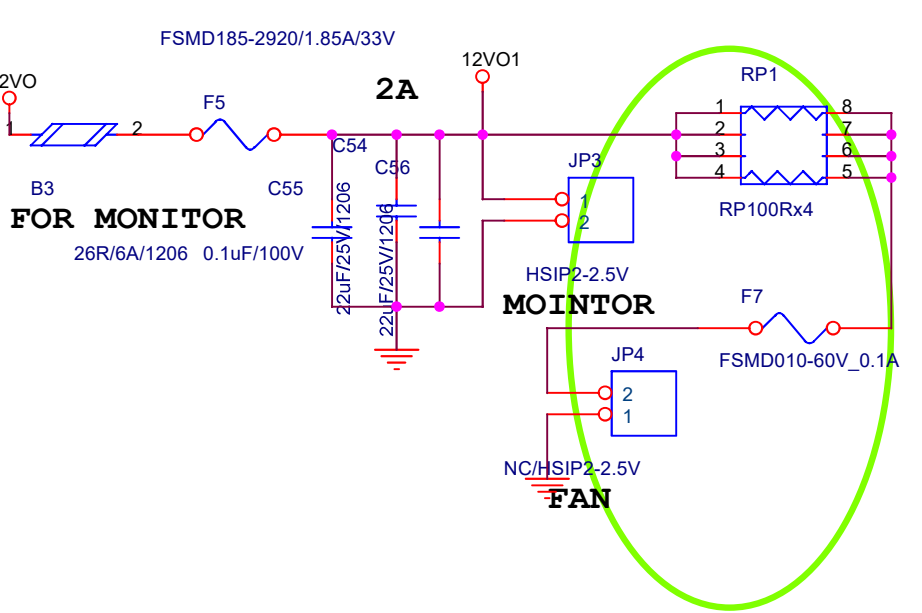 FSMD185-2920/1.85A/33V
2VO
1
2
F5
2A
12VO1
RP1
1
8
2
7
3
6
4
5
RP100Rx4
B3
FOR MONITOR
26R/6A/1206
C55
0.1uF/100V
C54
22uF/25V/1206
C56
22uF/25V/1206
JP3
1
2
HSIP2-2.5V
MOINTOR
F7
FSMD010-60V_0.1A
JP4
2
1
NC/HSIP2-2.5V
FAN